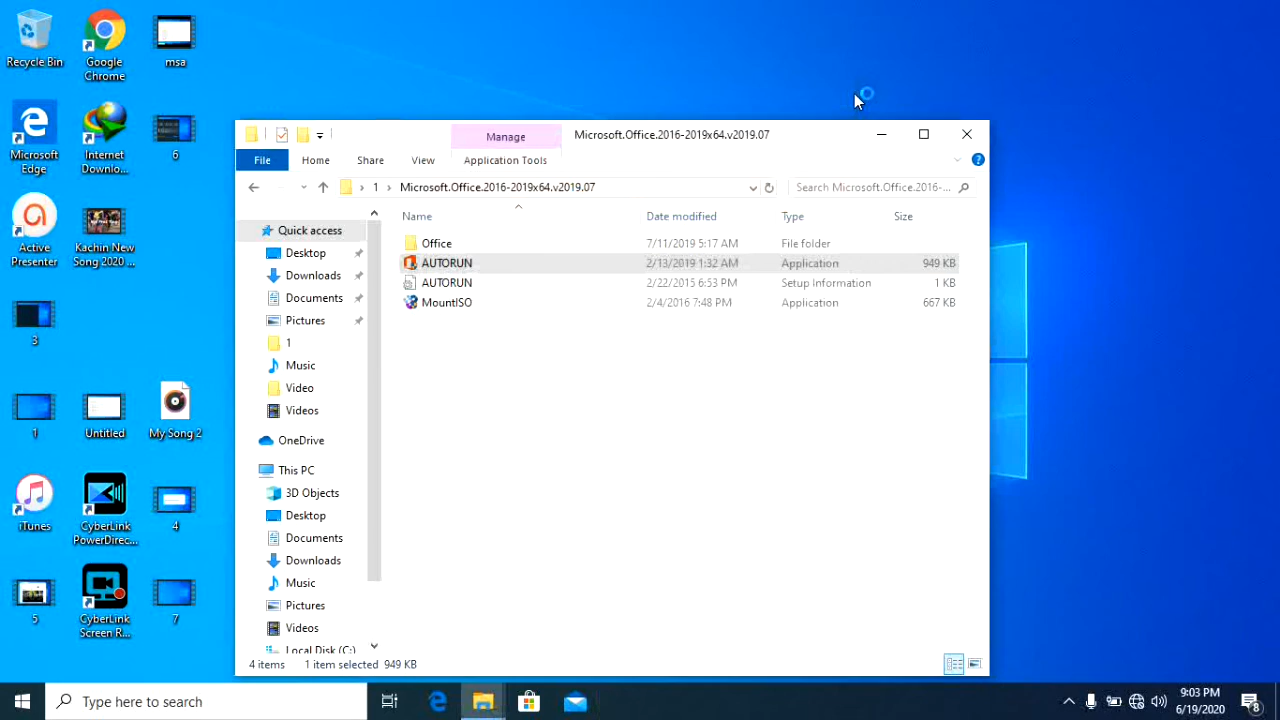 Recycle Bin
Google
Chrome
msa
Microsoft
Edge
Internet
Downlo...
6
Active
Presenter
Kachin New
Song 2020 ...
3
1
Untitled
My Song 2
iTunes
CyberLink
PowerDirec...
4
5
CyberLink
Screen R...
7
Manage
Microsoft.Office.2016-2019x64.v2019.07
File
Home
Share
View
Application Tools
1
Microsoft.Office.2016-2019x64.v2019.07
Search Microsoft.Office.2016-...
Name
Date modified
Type
Size
Office 7/11/2019 5:17 AM File folder
AUTORUN 2/13/2019 1:32 AM Application 949 KB
AUTORUN 2/22/2015 6:53 PM Setup Information 1 KB
MountISO 2/4/2016 7:48 PM Application 667 KB
Quick access
Desktop
Downloads
Documents
Pictures
1
Music
Video
Videos
OneDrive
This PC
3D Objects
Desktop
Documents
Downloads
Music
Pictures
Videos
Local Disk (C:)
4 items 1 item selected 949 KB
Type here to search
9:03 PM
6/19/2020
8